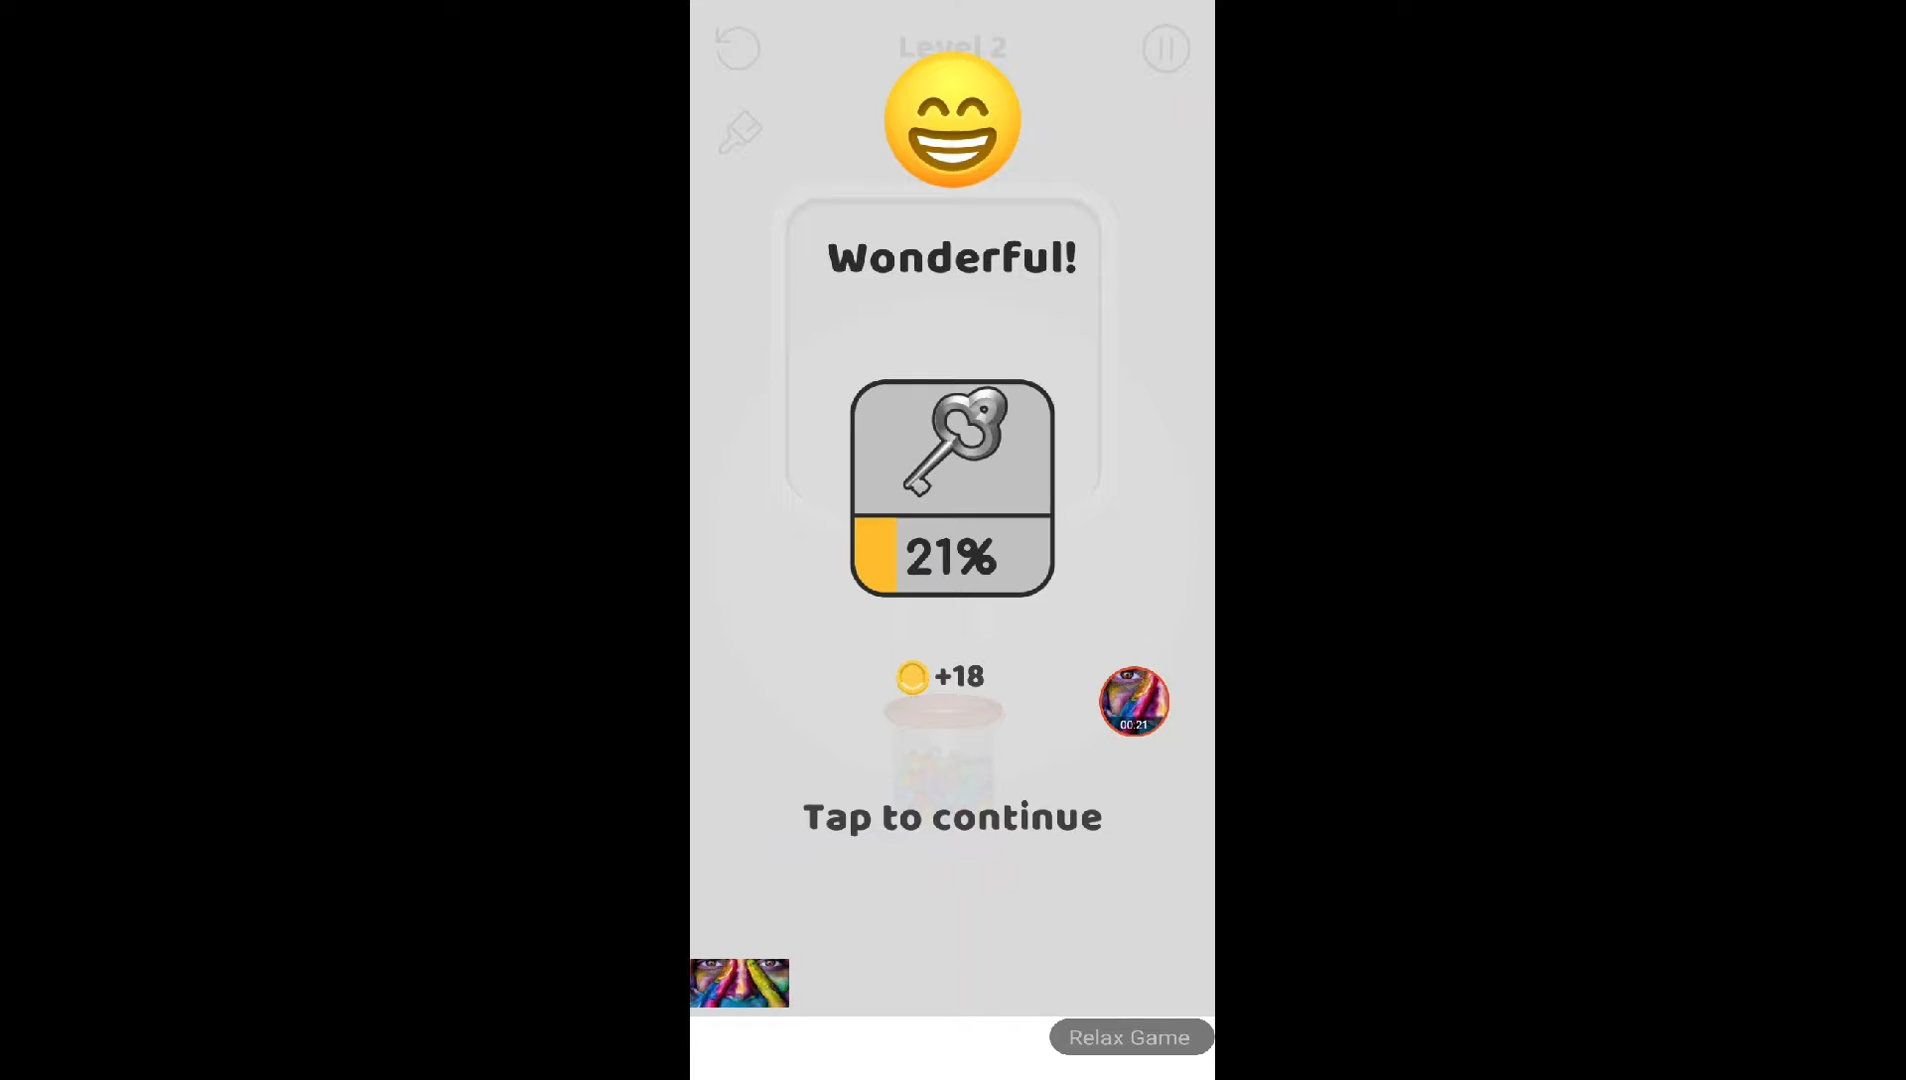 Level 2
Wonderful!
21%
+18
00:21
Tap to continue
Relax Game